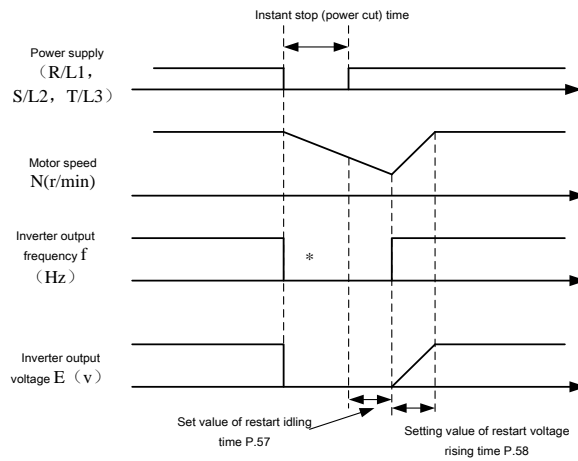 Instant stop (power cut) time
Power supply
（R/L1，
S/L2，T/L3）
Motor speed
N(r/min)
Inverter output
frequency f
（Hz）
*
Inverter output
voltage E（v）
Set value of restart idling
time P.57
Setting value of restart voltage
rising time P.58